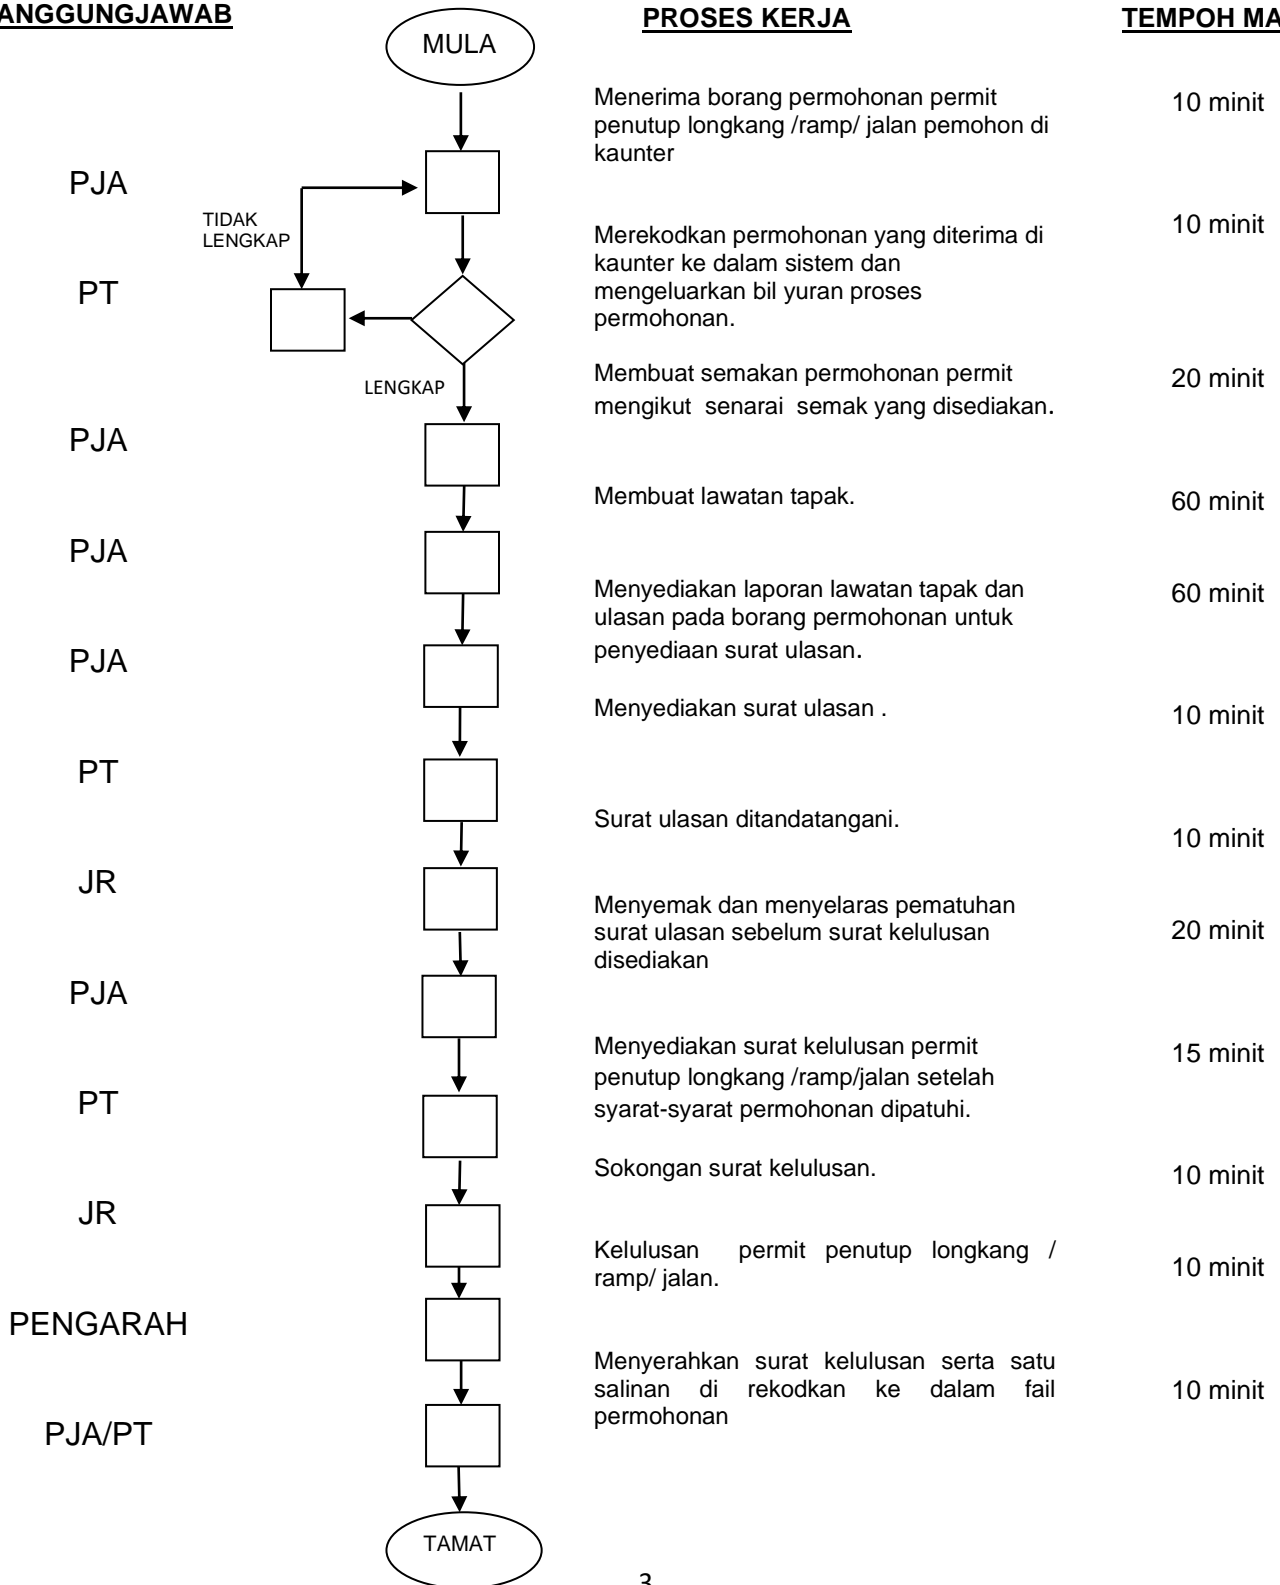 ANGGUNGJAWAB
PROSES KERJA
TEMPOH MA
MULA
Menerima borang permohonan permit
penutup longkang /ramp/ jalan pemohon di
kaunter
10 minit
PJA
TIDAK
LENGKAP
Merekodkan permohonan yang diterima di
kaunter ke dalam sistem dan
mengeluarkan bil yuran proses
permohonan.
10 minit
PT
LENGKAP
Membuat semakan permohonan permit
mengikut senarai semak yang disediakan.
20 minit
PJA
Membuat lawatan tapak.
60 minit
PJA
Menyediakan laporan lawatan tapak dan
ulasan pada borang permohonan untuk
penyediaan surat ulasan.
60 minit
PJA
Menyediakan surat ulasan .
10 minit
PT
Surat ulasan ditandatangani.
10 minit
JR
Menyemak dan menyelaras pematuhan
surat ulasan sebelum surat kelulusan
disediakan
20 minit
PJA
Menyediakan surat kelulusan permit
penutup longkang /ramp/jalan setelah
syarat-syarat permohonan dipatuhi.
15 minit
PT
Sokongan surat kelulusan.
10 minit
JR
Kelulusan permit penutup longkang /
ramp/ jalan.
10 minit
PENGARAH
Menyerahkan surat kelulusan serta satu
salinan di rekodkan ke dalam fail
permohonan
10 minit
PJA/PT
TAMAT
3